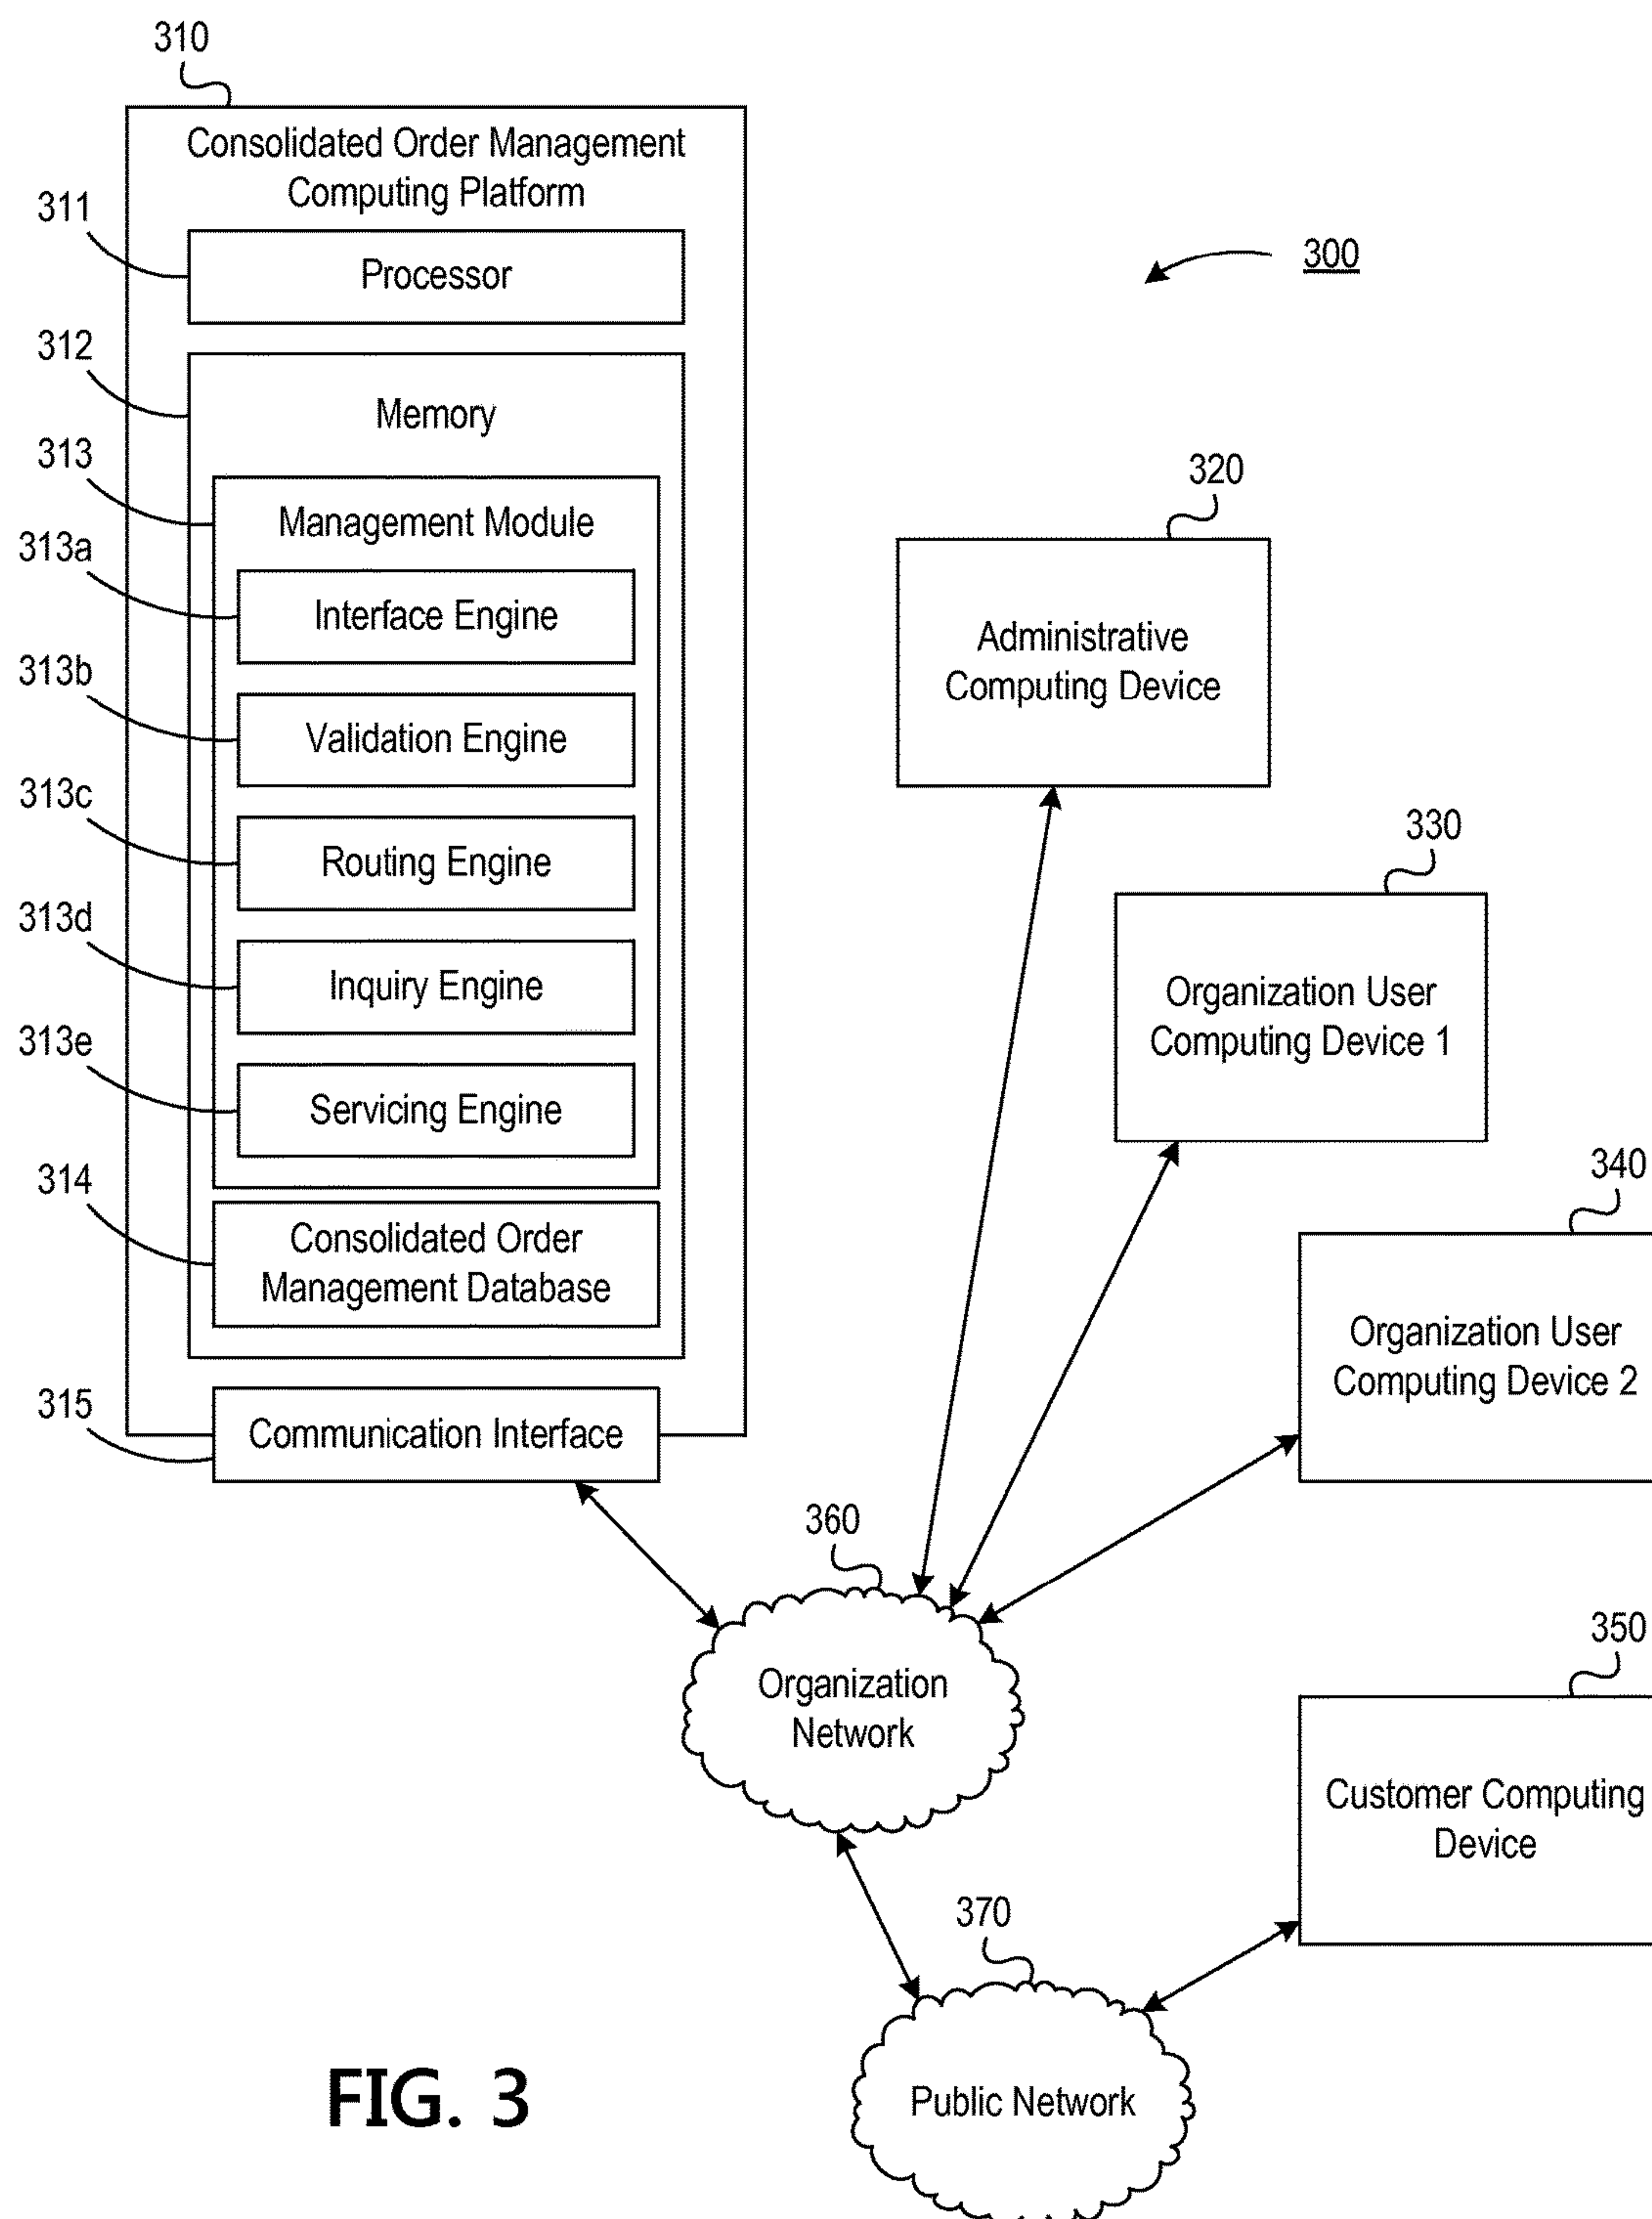 310
Consolidated Order Management
Computing Platform
311
Processor
300
312
Memory
313
Management Module
320
313a
Interface Engine
Administrative
Computing Device
313b
Validation Engine
313c
Routing Engine
330
313d
Inquiry Engine
Organization User
Computing Device 1
313e
Servicing Engine
314
Consolidated Order
Management Database
340
Organization User
Computing Device 2
315
Communication Interface
360
Organization
Network
350
Customer Computing
Device
370
Public Network
FIG. 3